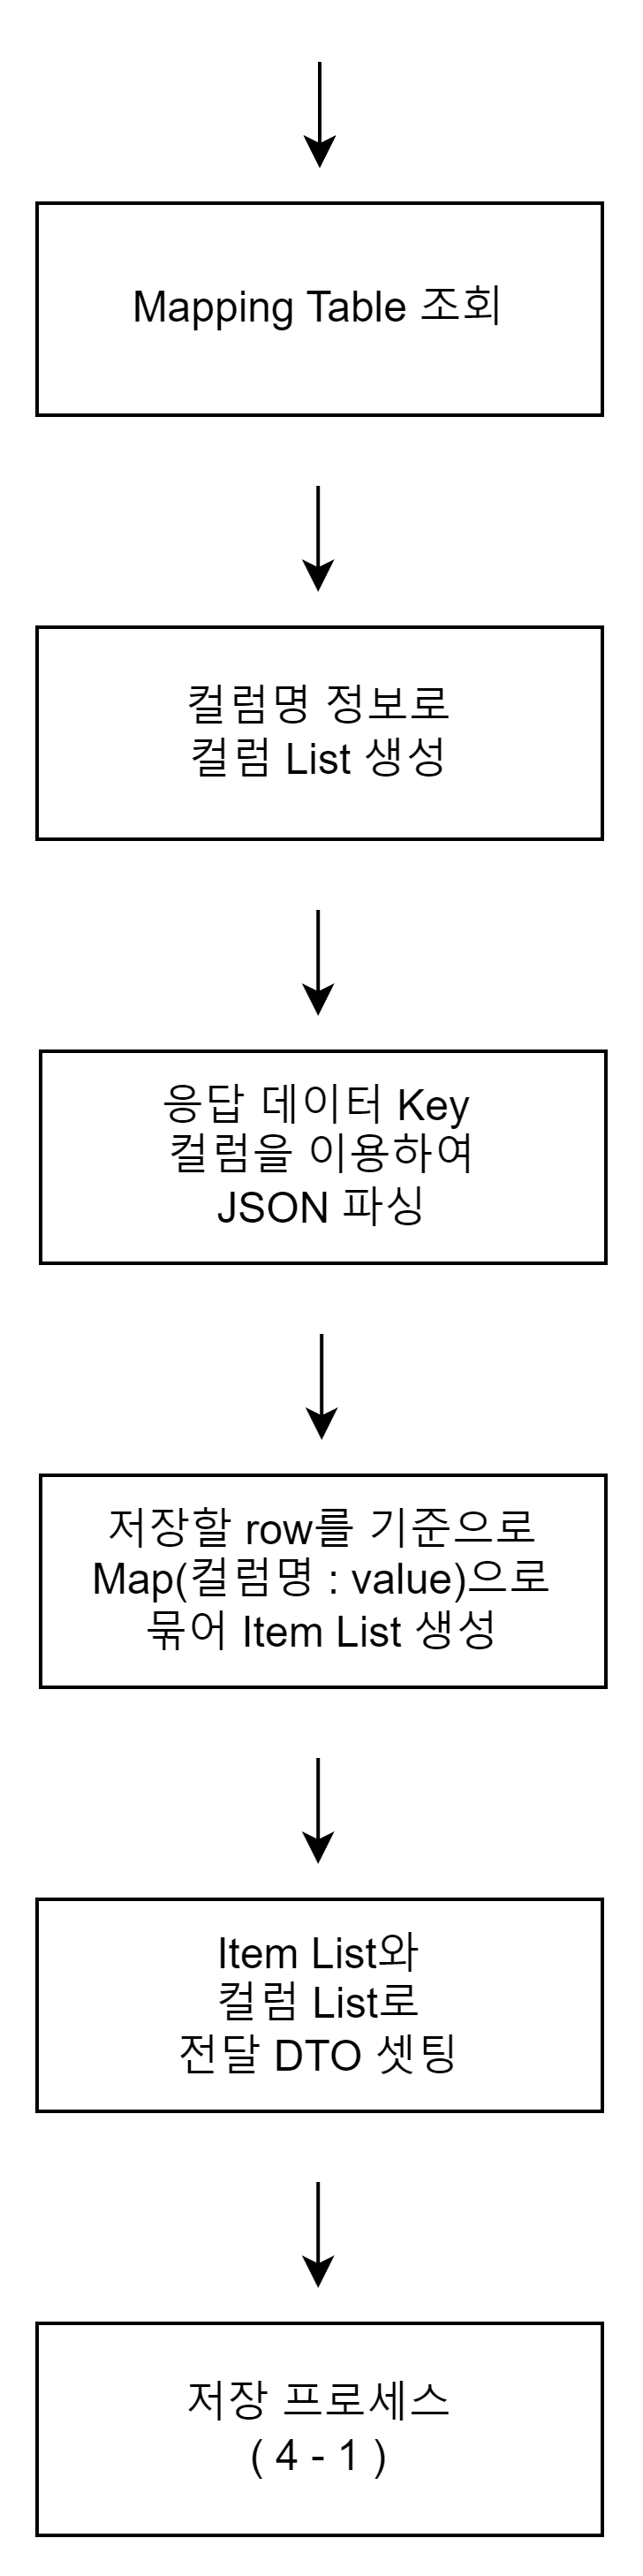 Mapping Table 조회
컬럼명 정보로
컬럼 List 생성
응답 데이터 Key
컬럼을 이용하여
JSON 파싱
저장할 row를 기준으로
Map(컬럼명 : value)으로
묶어 Item List 생성
Item List와
컬럼 List로
전달 DTO 셋팅
저장 프로세스
( 4 - 1 )